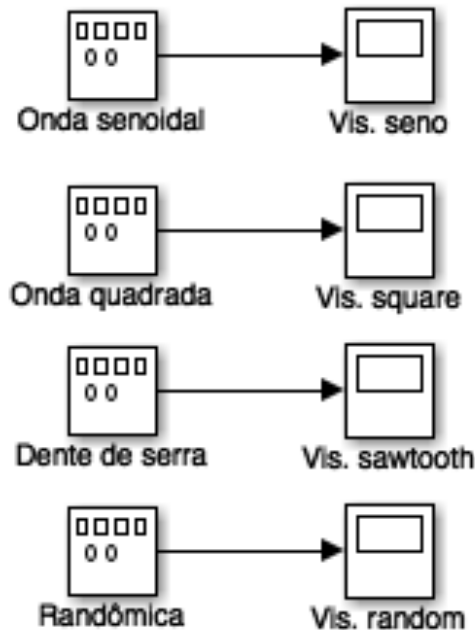 Onda senoidal
Vis. seno
Onda quadrada
Vis. square
Dente de serra
Vis. sawtooth
Randômica
Vis. random